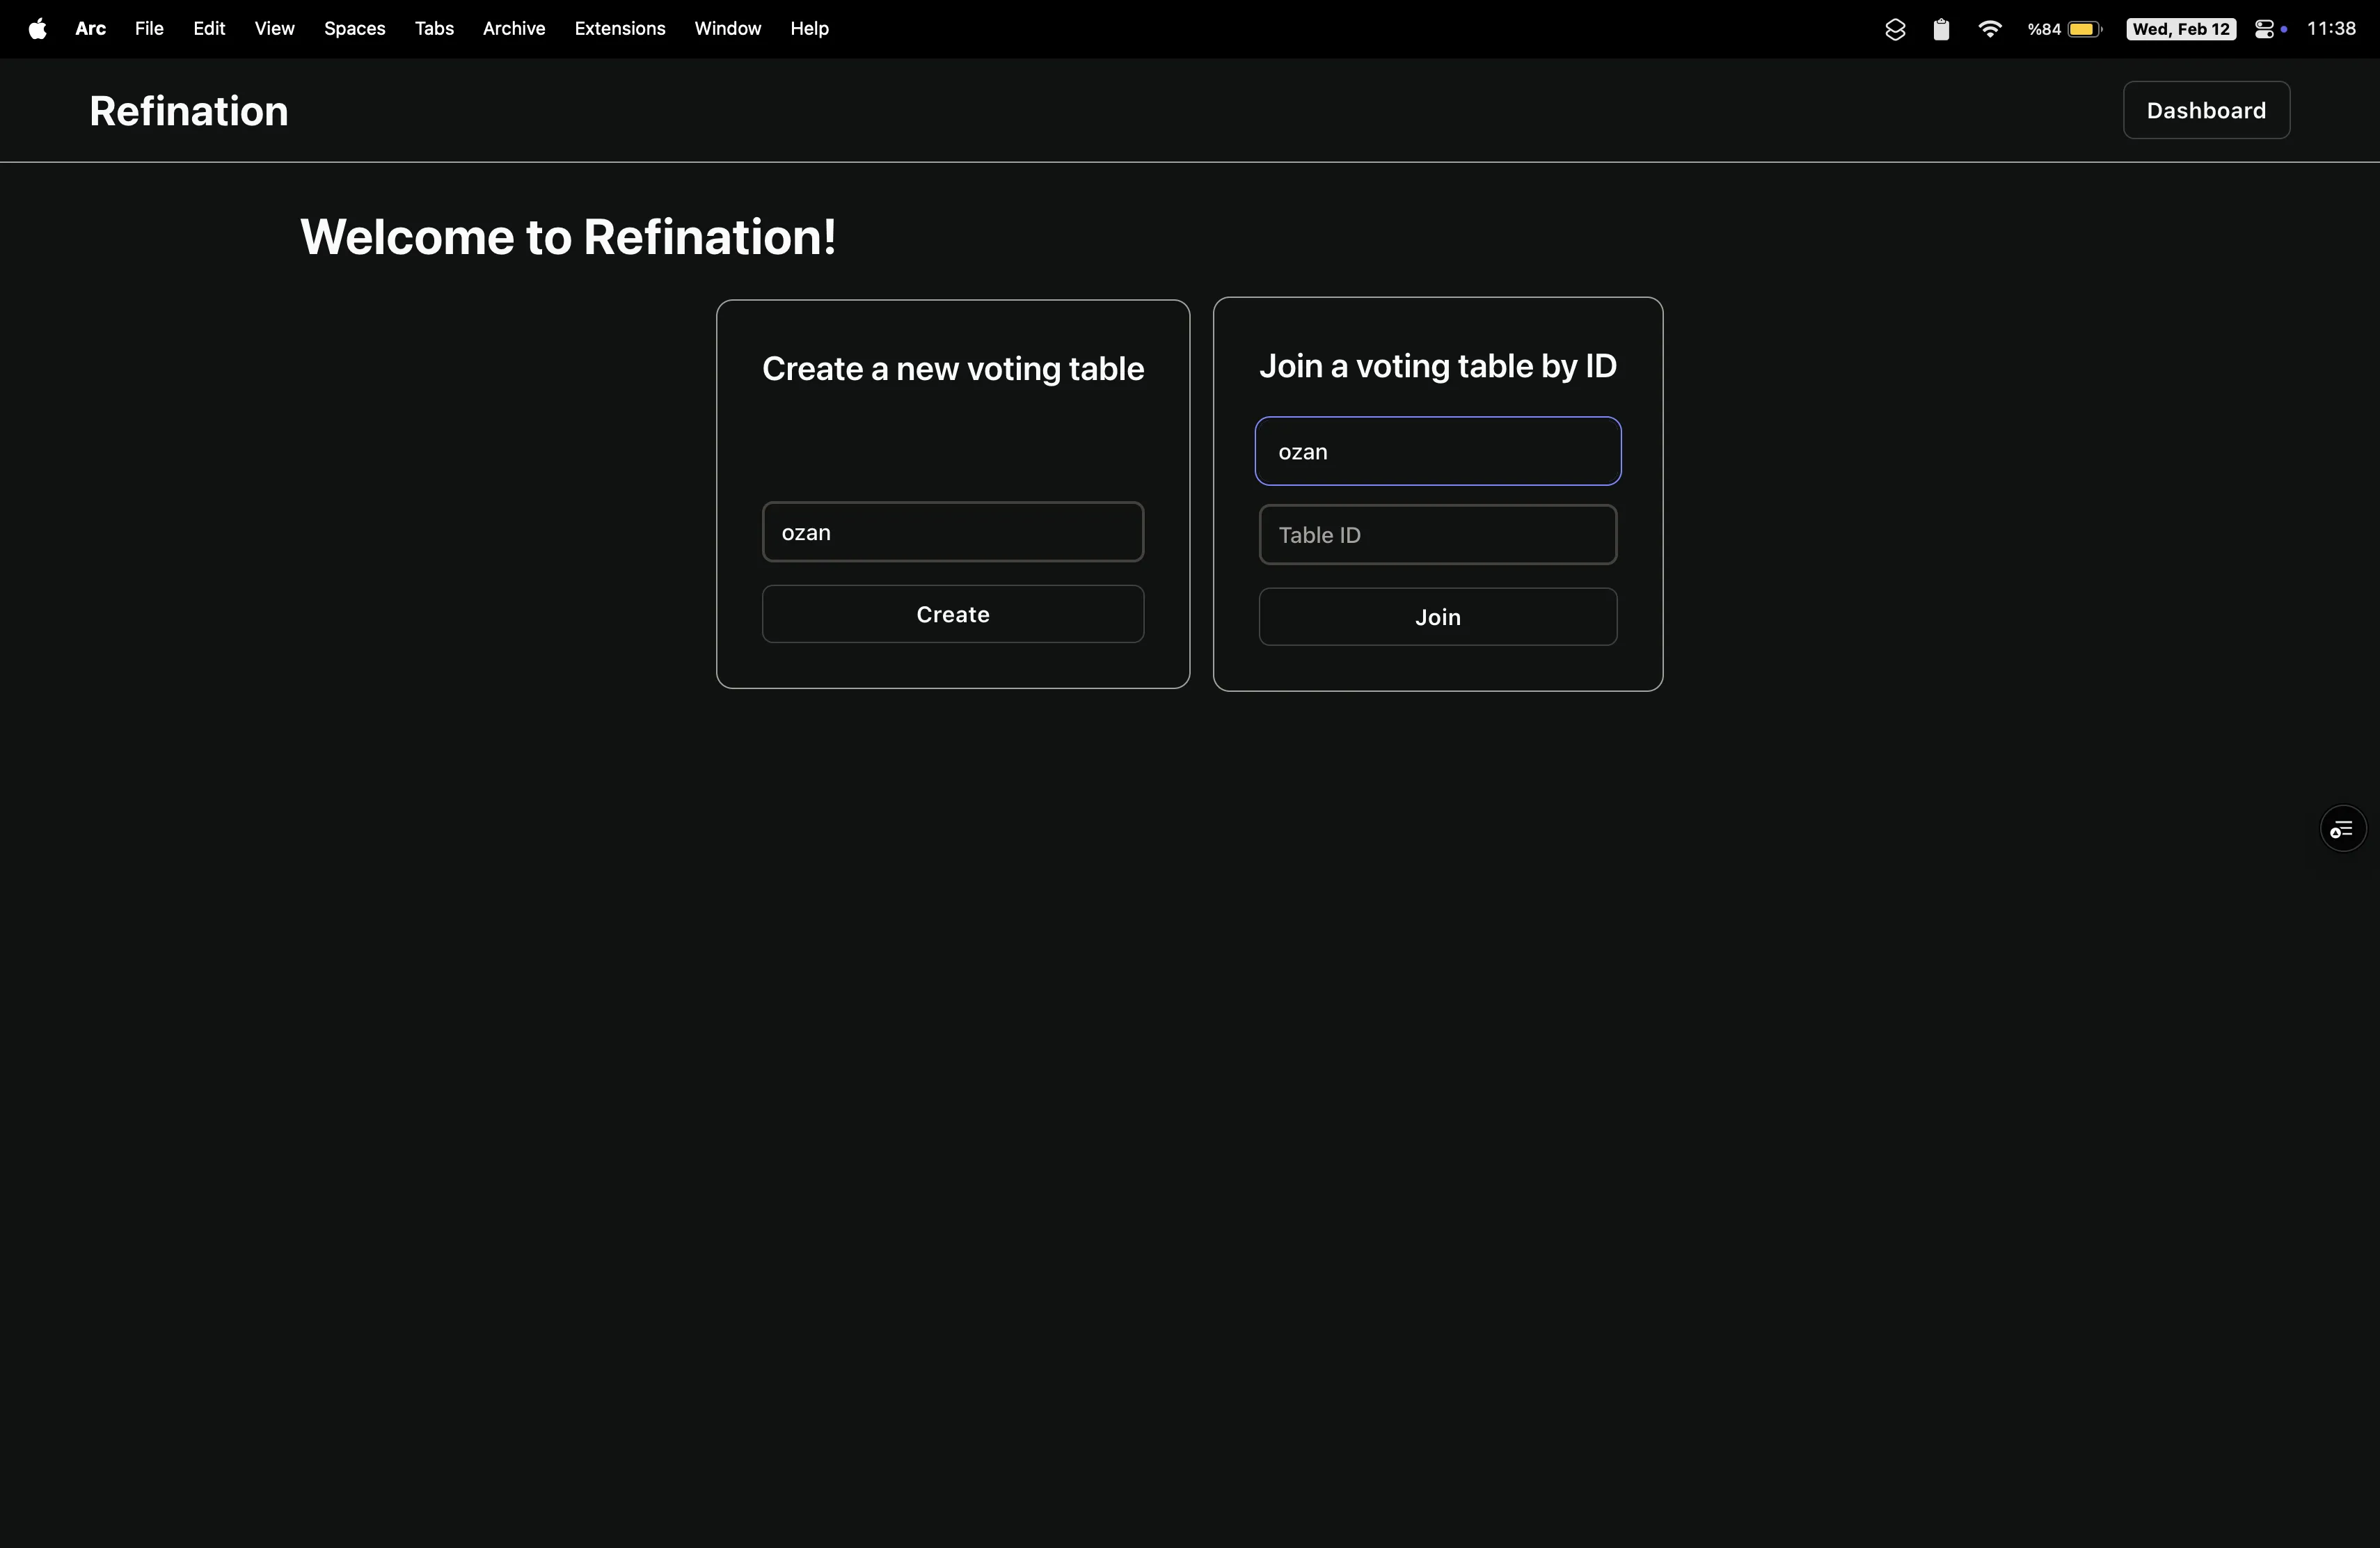 Arc File Edit View Spaces Tabs Archive Extensions Window Help %84 Wed, Feb 12 11:38
Refination Dashboard
Welcome to Refination!
Create a new voting table
ozan
Create
Join a voting table by ID
ozan
Table ID
Join